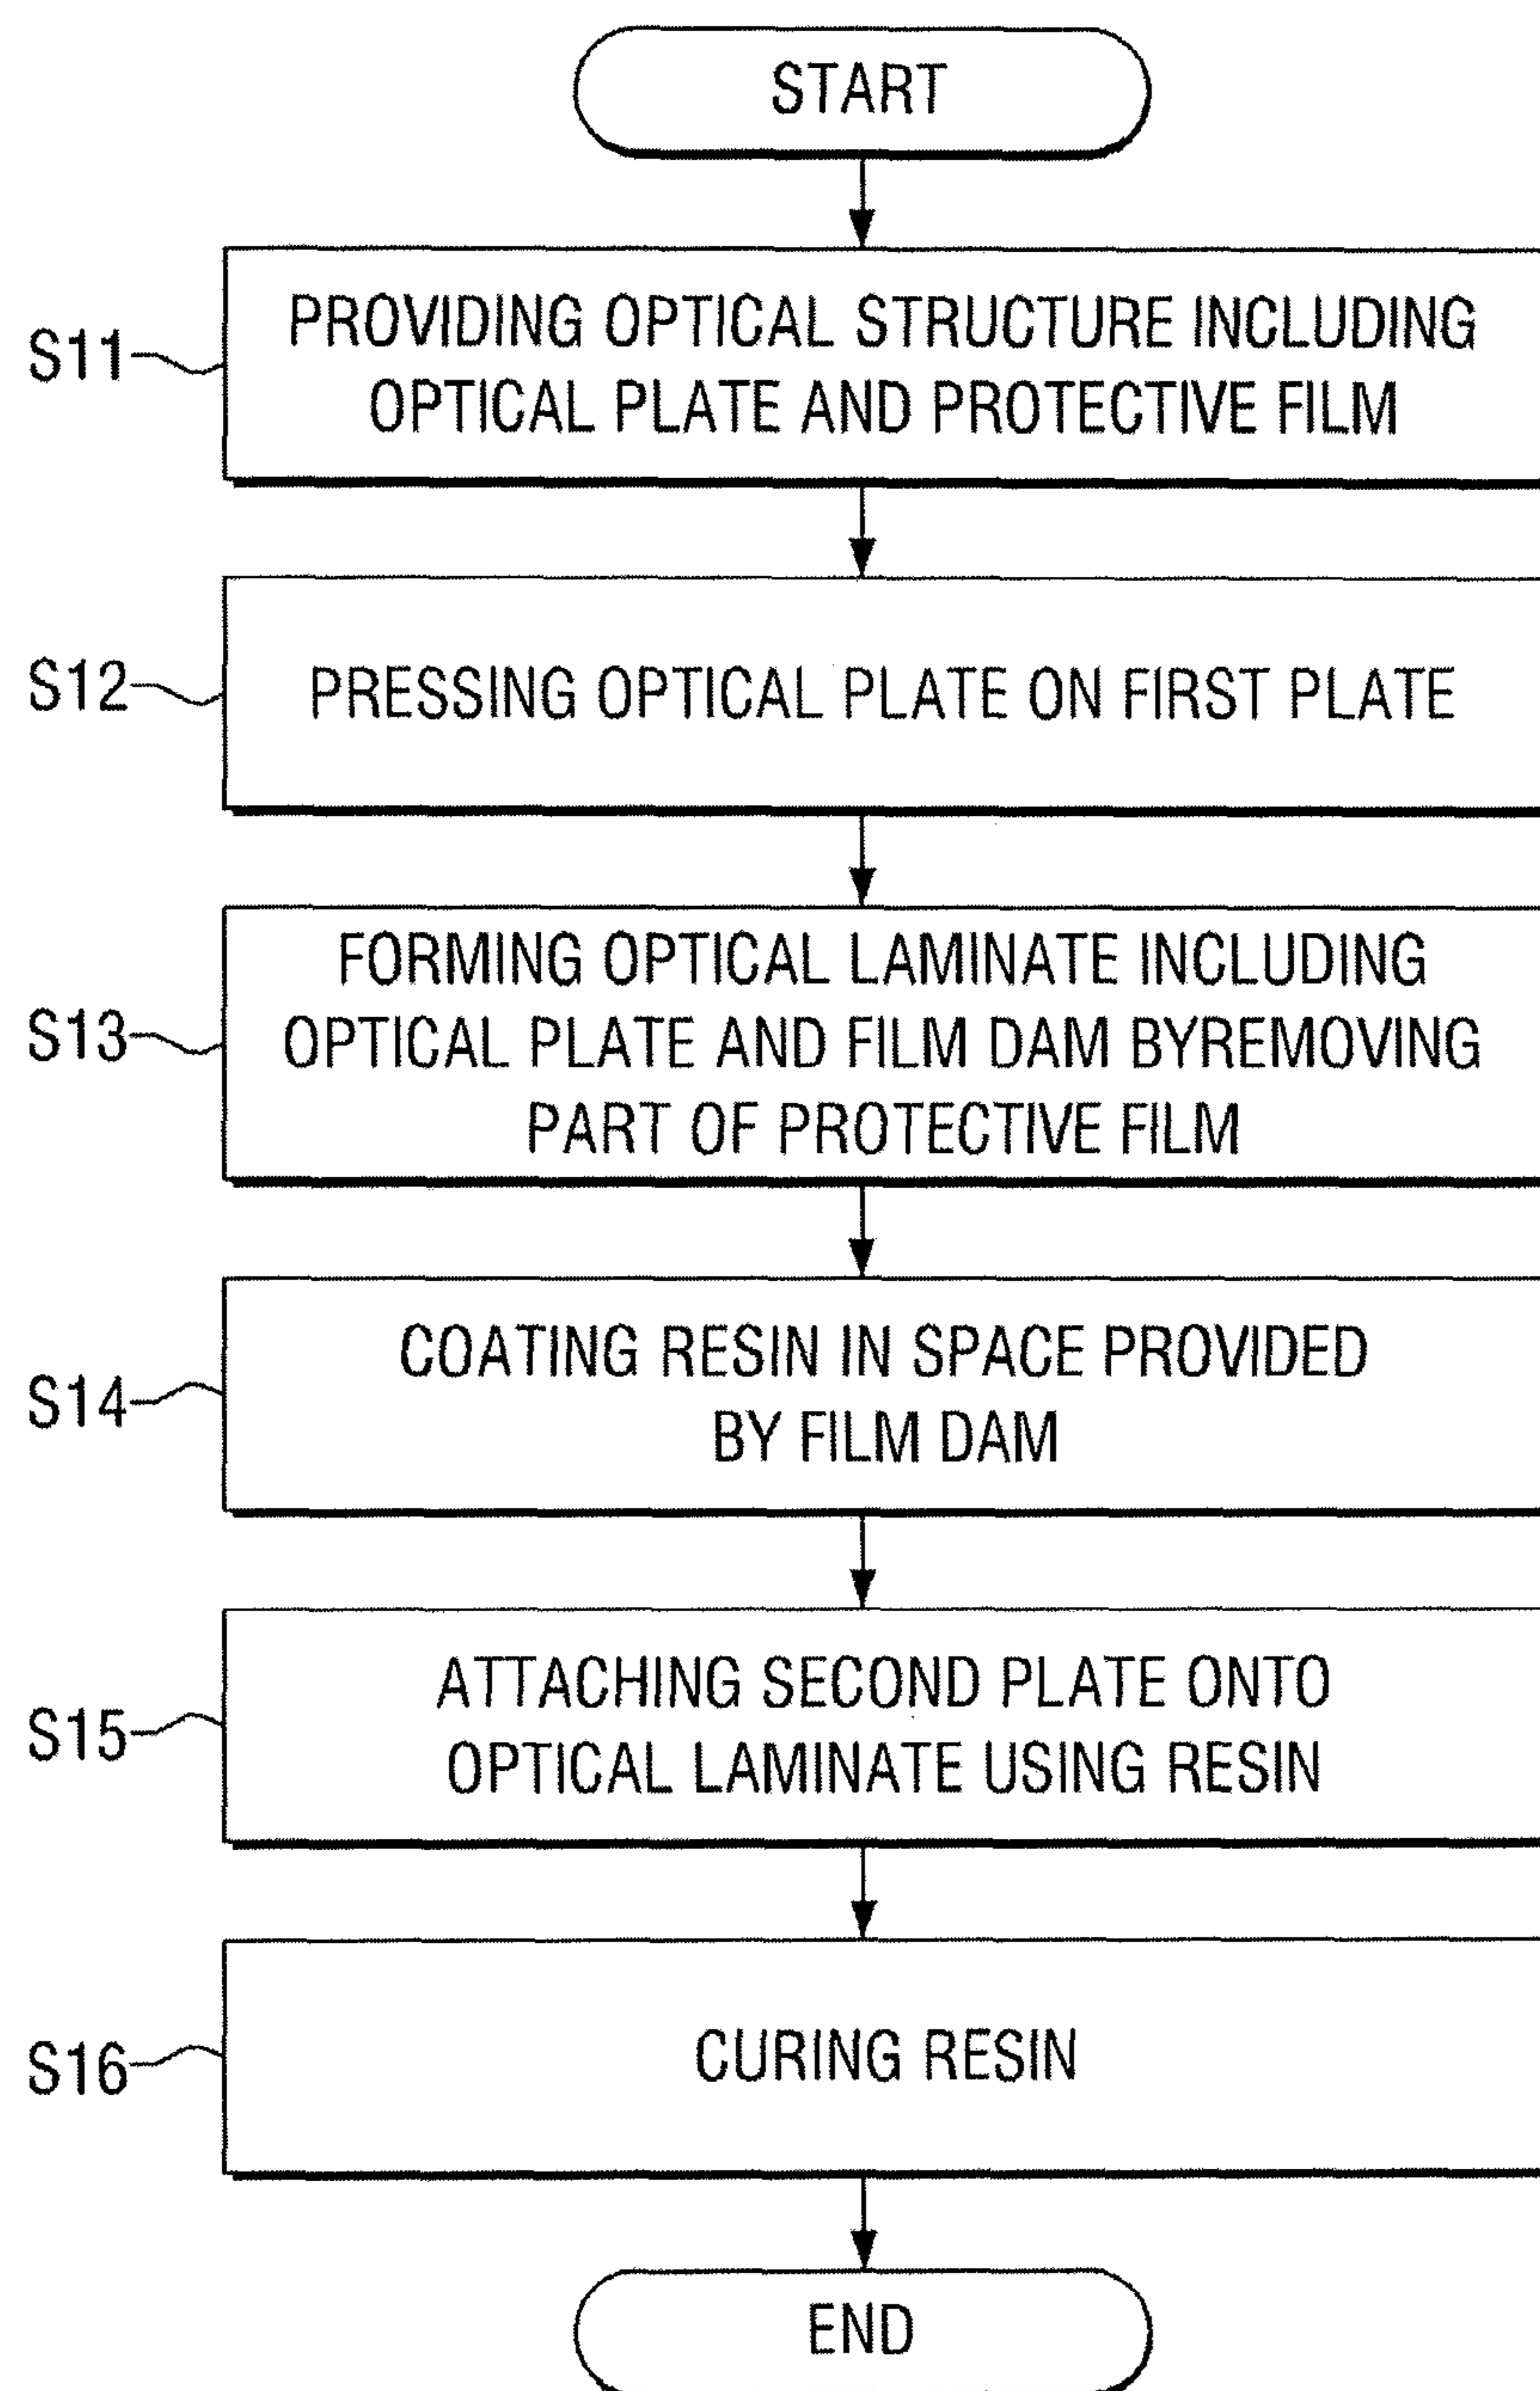 START
S11
PROVIDING OPTICAL STRUCTURE INCLUDING
OPTICAL PLATE AND PROTECTIVE FILM
S12
PRESSING OPTICAL PLATE ON FIRST PLATE
S13
FORMING OPTICAL LAMINATE INCLUDING
OPTICAL PLATE AND FILM DAM BYREMOVING
PART OF PROTECTIVE FILM
S14
COATING RESIN IN SPACE PROVIDED
BY FILM DAM
S15
ATTACHING SECOND PLATE ONTO
OPTICAL LAMINATE USING RESIN
S16
CURING RESIN
END